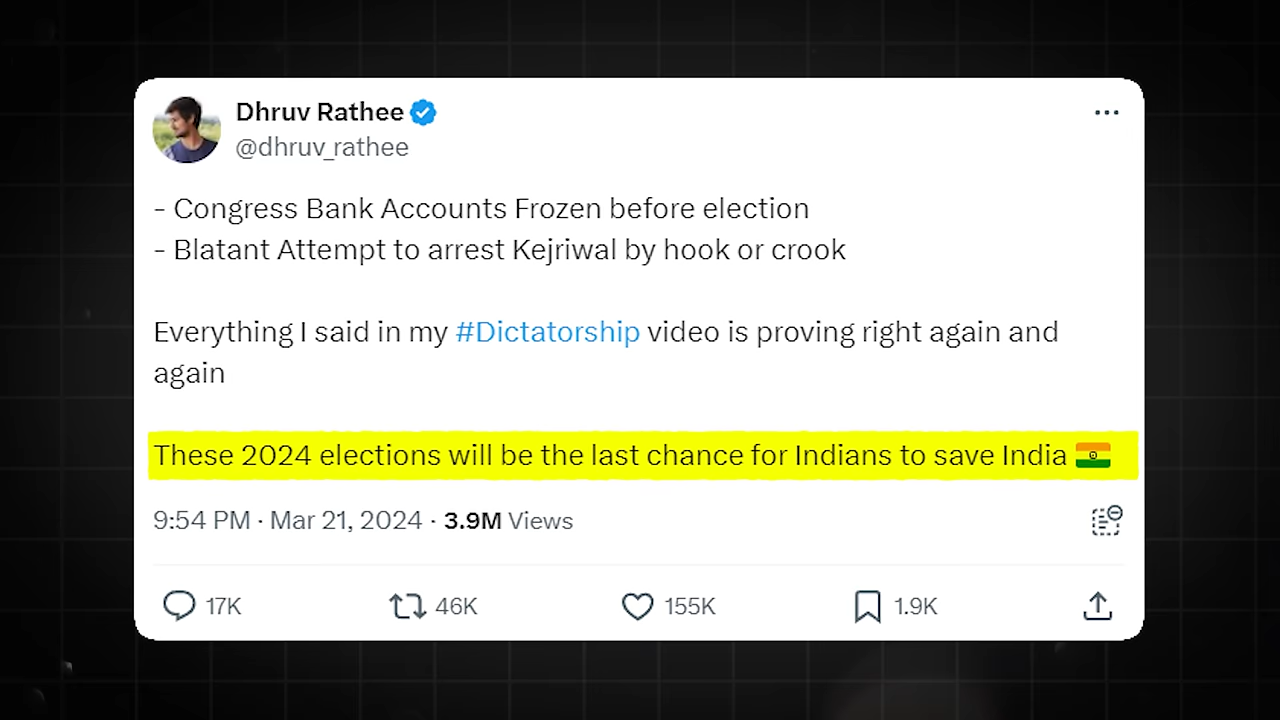 Dhruv Rathee
@dhruv_rathee
- Congress Bank Accounts Frozen before election
- Blatant Attempt to arrest Kejriwal by hook or crook
Everything I said in my #Dictatorship video is proving right again and
again
These 2024 elections will be the last chance for Indians to save India 🇮🇳
9:54 PM · Mar 21, 2024 · 3.9M Views
17K 46K 155K 1.9K